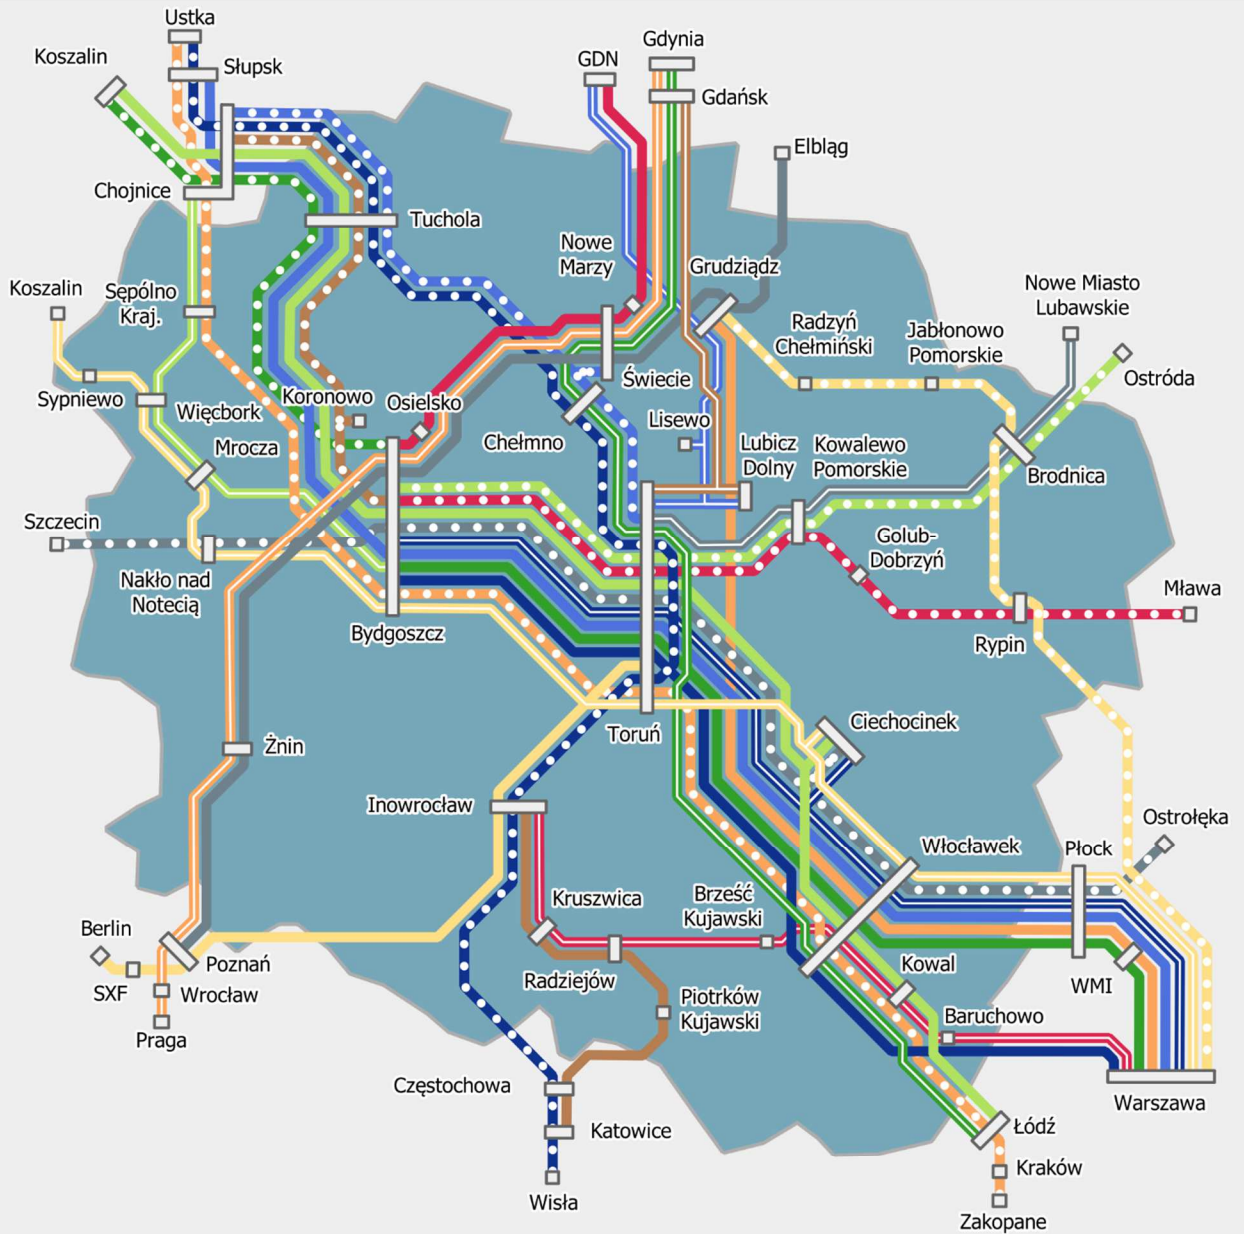 Ustka
Koszalin
Słupsk
GDN
Gdynia
Gdańsk
Elbląg
Chojnice
Tuchola
Nowe
Marzy
Grudziądz
Nowe Miasto
Lubawskie
Koszalin
Sępólno
Kraj.
Radzyń
Chełmiński
Jabłonowo
Pomorskie
Sypniewo
Więcbork
Koronowo
Osielsko
Świecie
Ostróda
Mrocza
Chełmno
Lisewo
Lubicz
Dolny
Kowalewo
Pomorskie
Brodnica
Szczecin
Nakło nad
Notecią
Golub-
Dobrzyń
Mława
Bydgoszcz
Rypin
Żnin
Toruń
Ciechocinek
Inowrocław
Włocławek
Płock
Ostrołęka
Berlin
SXF
Poznań
Wrocław
Praga
Kruszwica
Brześć
Kujawski
Radziejów
Piotrków
Kujawski
Kowal
WMI
Baruchowo
Częstochowa
Katowice
Wisła
Warszawa
Łódź
Kraków
Zakopane